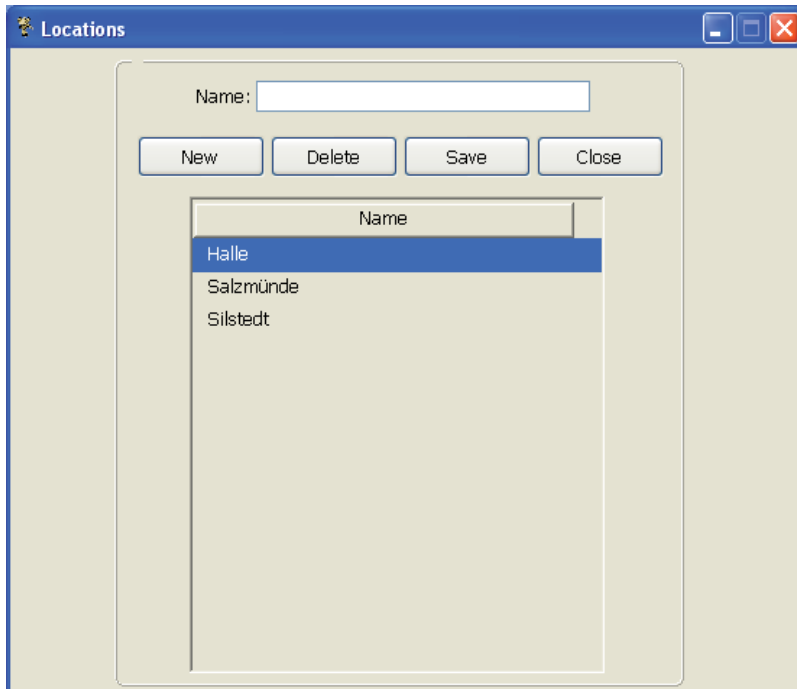 Locations
Name:
New Delete Save Close
Name
Halle
Salzmünde
Silstedt